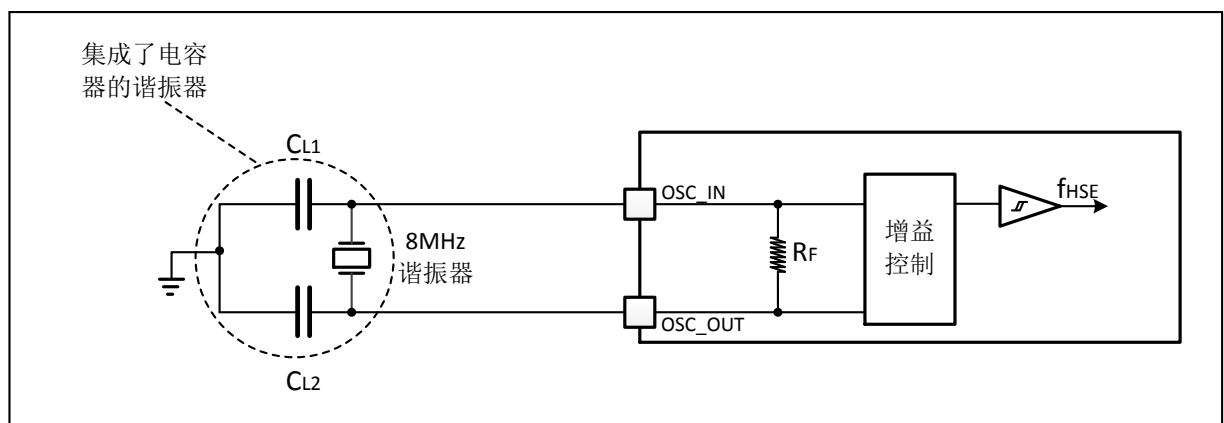 集成了电容
器的谐振器
CL1
OSC_IN
fHSE
8MHz
谐振器
RF
增益
控制
OSC_OUT
CL2